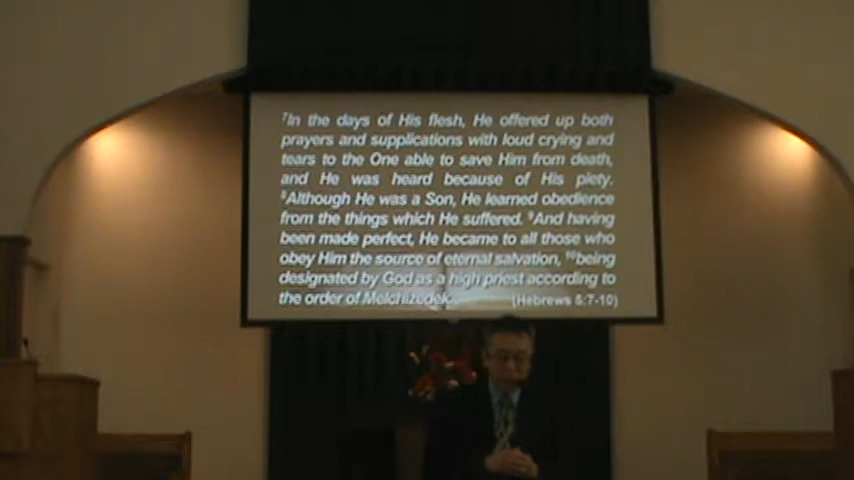 ⁷In the days of His flesh, He offered up both
prayers and supplications with loud crying and
tears to the One able to save Him from death,
and He was heard because of His piety.
⁸Although He was a Son, He learned obedience
from the things which He suffered. ⁹And having
been made perfect, He became to all those who
obey Him the source of eternal salvation, ¹⁰being
designated by God as a high priest according to
the order of Melchizedek. (Hebrews 5:7-10)